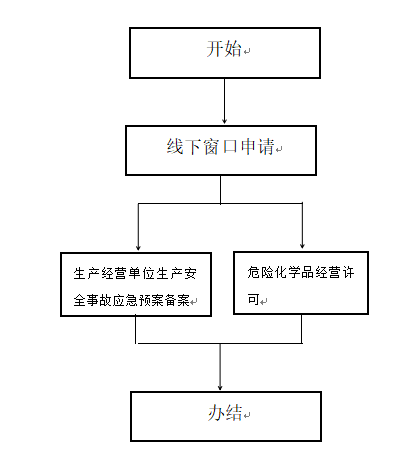 开始
线下窗口申请
生产经营单位生产安
全事故应急预案备案
危险化学品经营许
可
办结